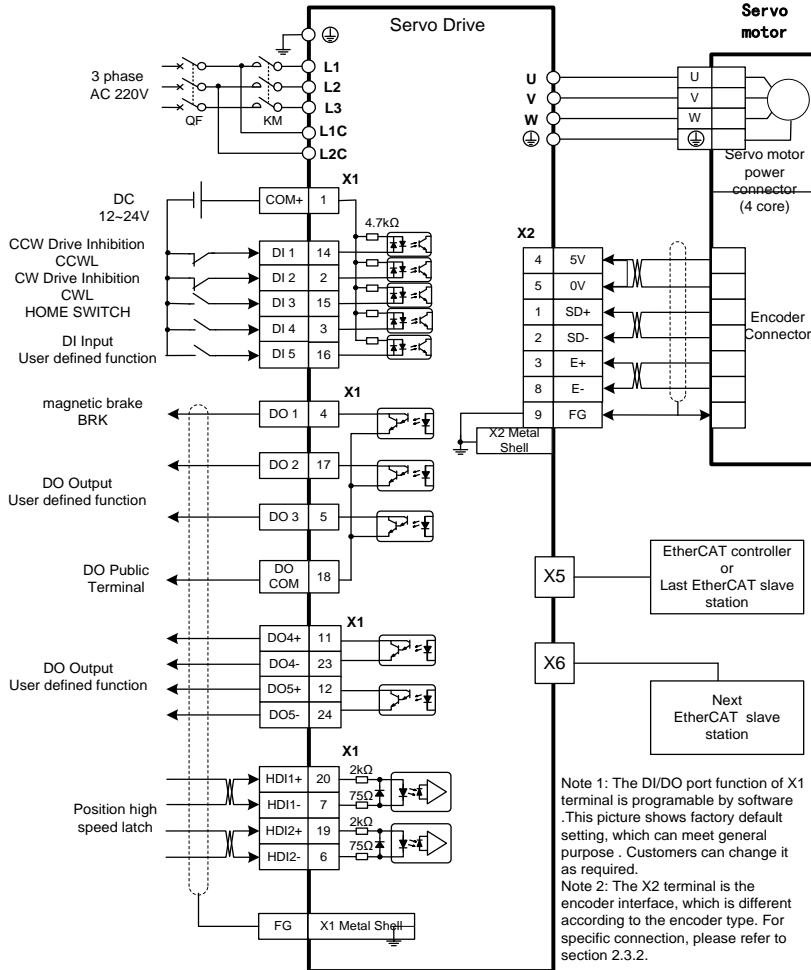 Servo Drive
Servo
motor
3 phase
AC 220V
QF
KM
L1
L2
L3
L1C
L2C
U
V
W
U
V
W
Servo motor
power
connector
(4 core)
DC
12~24V
X1
COM+ 1
4.7kΩ
CCW Drive Inhibition
CCWL
CW Drive Inhibition
CWL
HOME SWITCH
DI Input
User defined function
DI 1 14
DI 2 2
DI 3 15
DI 4 3
DI 5 16
X2
4 5V
5 0V
1 SD+
2 SD-
3 E+
8 E-
9 FG
X2 Metal
Shell
Encoder
Connector
magnetic brake
BRK
X1
DO 1 4
DO 2 17
DO Output
User defined function
DO 3 5
DO Public
Terminal
DO
COM 18
X5
EtherCAT controller
or
Last EtherCAT slave
station
X6
Next
EtherCAT slave
station
X1
DO4+ 11
DO4- 23
DO5+ 12
DO5- 24
DO Output
User defined function
X1
HDI1+ 20 2kΩ
HDI1- 7 75Ω
HDI2+ 19 2kΩ
HDI2- 6 75Ω
Position high
speed latch
FG X1 Metal Shell
Note 1: The DI/DO port function of X1
terminal is programable by software
.This picture shows factory default
setting, which can meet general
purpose . Customers can change it
as required.
Note 2: The X2 terminal is the
encoder interface, which is different
according to the encoder type. For
specific connection, please refer to
section 2.3.2.